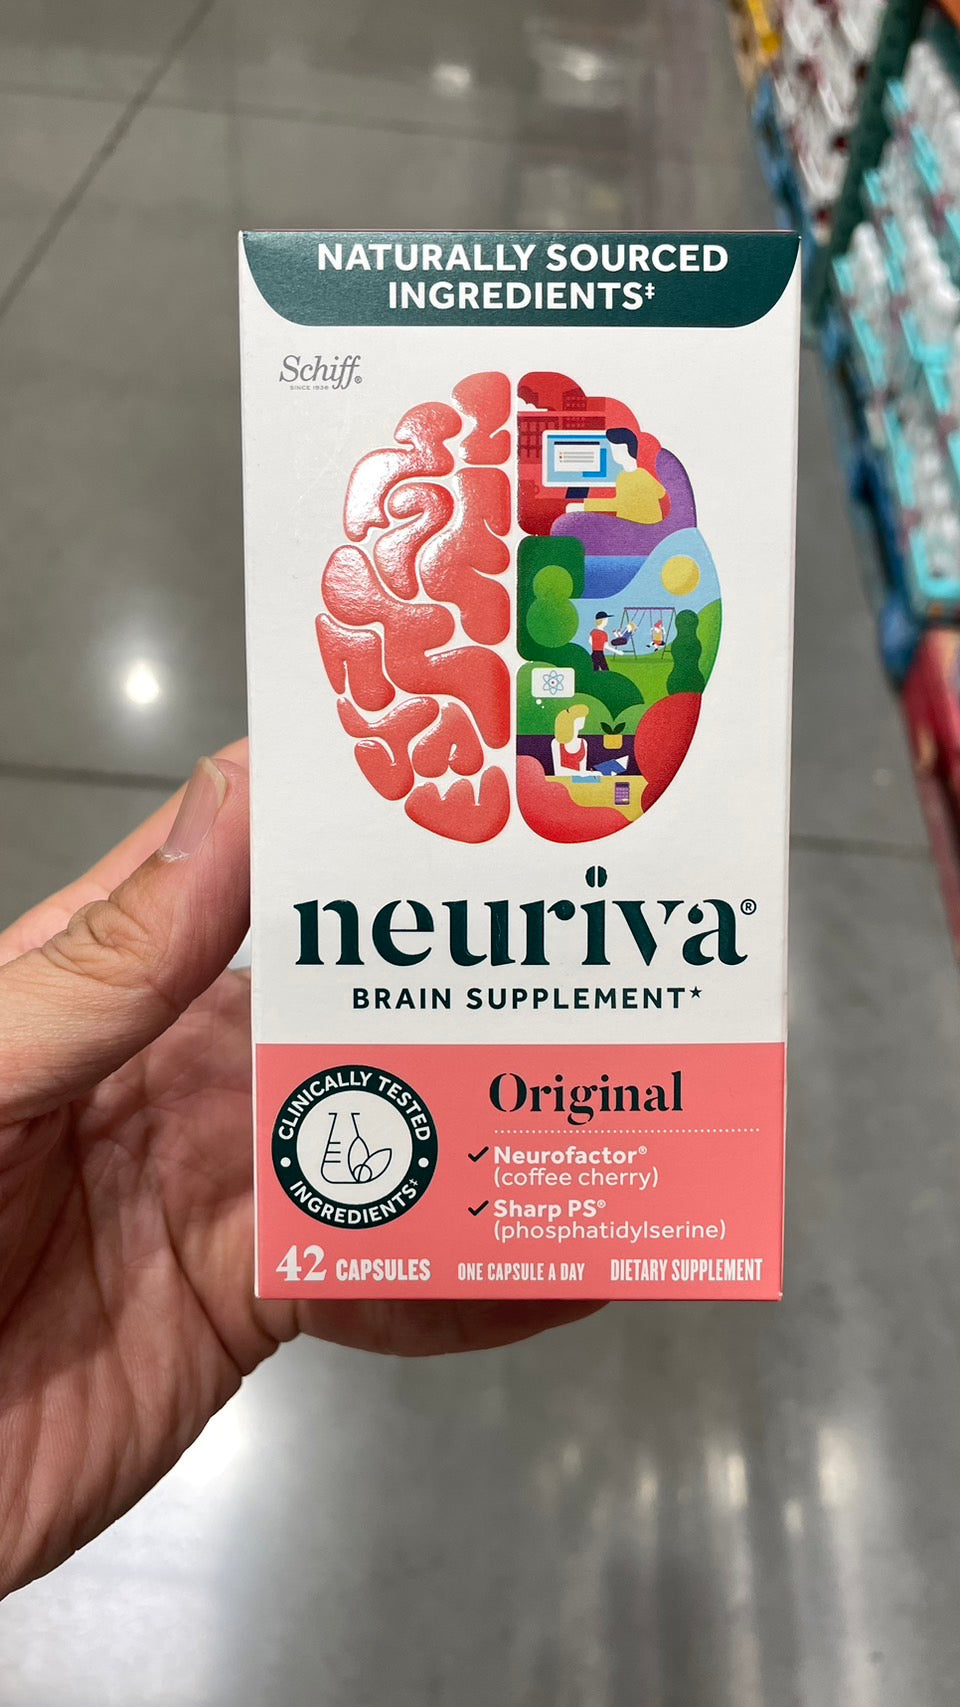 NATURALLY SOURCED
INGREDIENTS‡
Schiff®
SINCE 1936
neuriva®
BRAIN SUPPLEMENT★
CLINICALLY TESTED
INGREDIENTS‡
Original
Neurofactor®
(coffee cherry)
Sharp PS®
(phosphatidylserine)
42 CAPSULES
ONE CAPSULE A DAY
DIETARY SUPPLEMENT